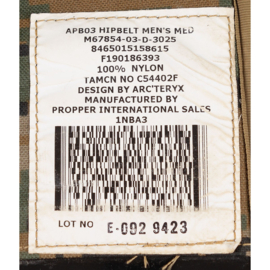 APB03 HIPBELT MEN'S MED
M67854-03-D-3025
8465015158615
F190186393
100% NYLON
TAMCN NO C54402F
DESIGN BY ARC'TERYX
MANUFACTURED BY
PROPPER INTERNATIONAL SALES
1NBA3
LOT NO E-092 9423